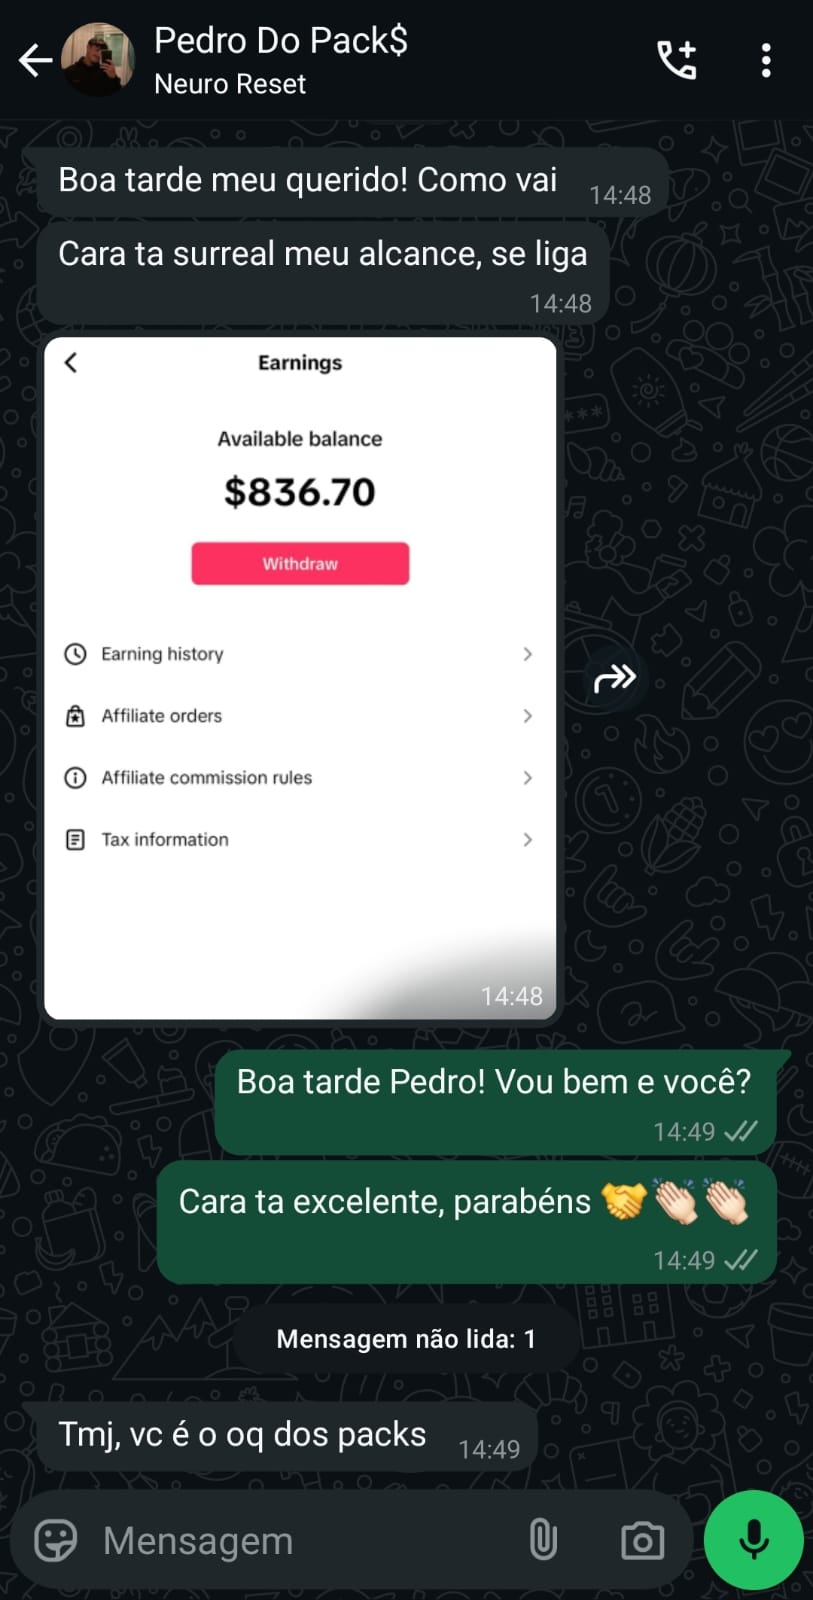 Pedro Do Pack$
Neuro Reset
Boa tarde meu querido! Como vai
14:48
Cara ta surreal meu alcance, se liga
14:48
Earnings
Available balance
$836.70
Withdraw
Earning history
Affiliate orders
Affiliate commission rules
Tax information
14:48
Boa tarde Pedro! Vou bem e você?
14:49
Cara ta excelente, parabéns 🤝👏🏻👏🏻
14:49
Mensagem não lida: 1
Tmj, vc é o oq dos packs
14:49
Mensagem